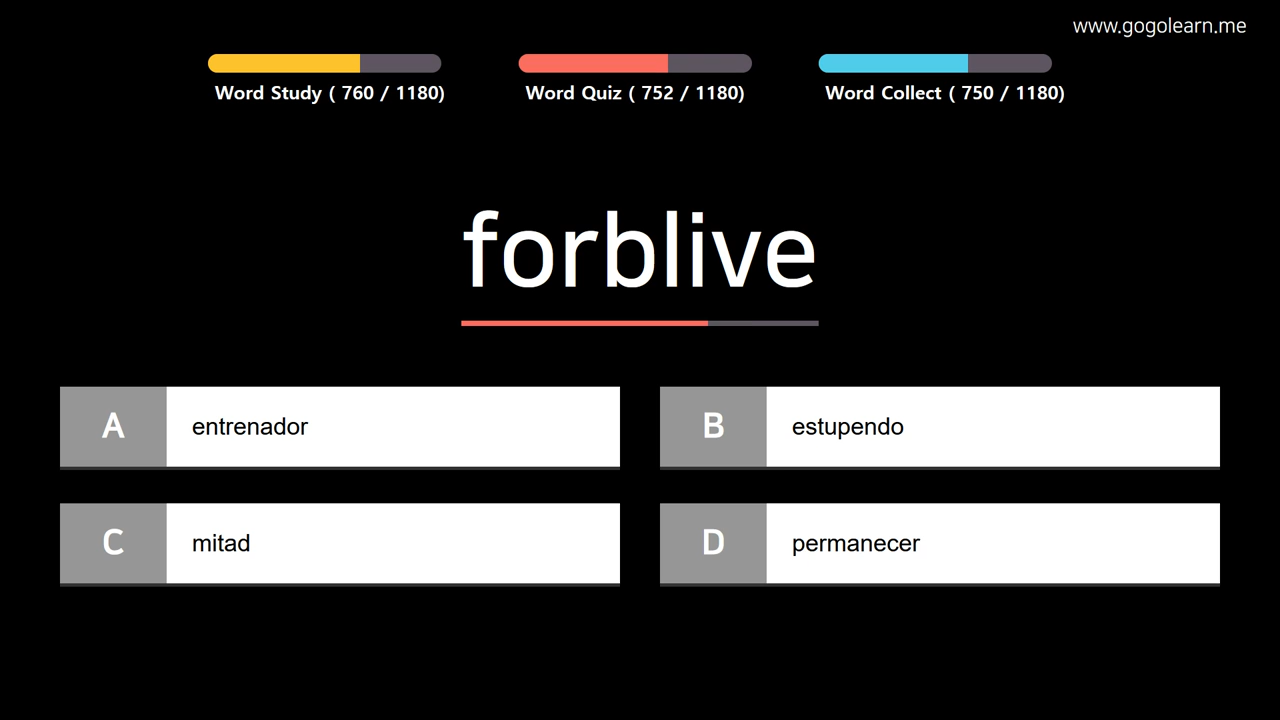 www.gogolearn.me
Word Study ( 760 / 1180)
Word Quiz ( 752 / 1180)
Word Collect ( 750 / 1180)
forblive
A
entrenador
B
estupendo
C
mitad
D
permanecer